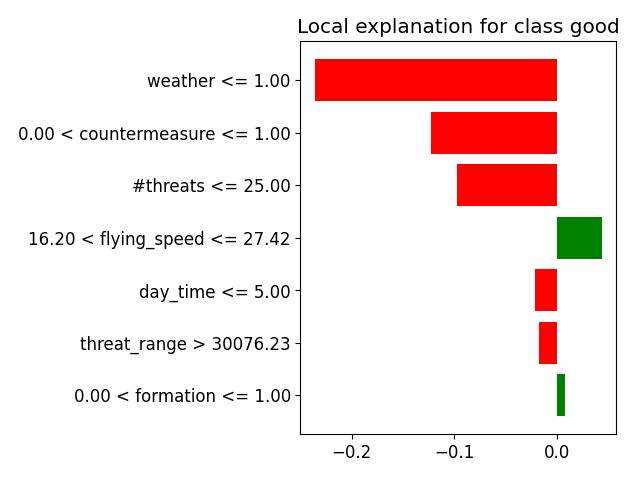 Local explanation for class good
weather <= 1.00
0.00 < countermeasure <= 1.00
#threats <= 25.00
16.20 < flying_speed <= 27.42
day_time <= 5.00
threat_range > 30076.23
0.00 < formation <= 1.00
−0.2 −0.1 0.0